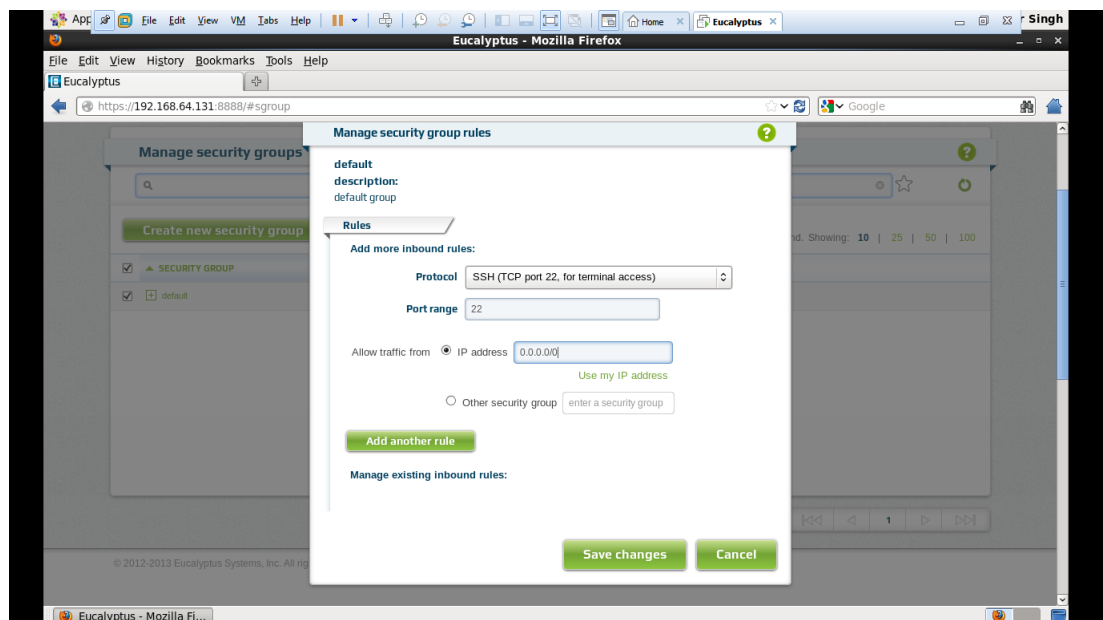 App File Edit View VM Tabs Help Home × Eucalyptus × r Singh
Eucalyptus - Mozilla Firefox
File Edit View History Bookmarks Tools Help
Eucalyptus
https://192.168.64.131:8888/#sgroup Google
Manage security groups
Manage security group rules
default
description:
default group
Create new security group
nd. Showing: 10 | 25 | 50 | 100
SECURITY GROUP
default
Rules
Add more inbound rules:
Protocol SSH (TCP port 22, for terminal access)
Port range 22
Allow traffic from IP address 0.0.0.0/0
Use my IP address
Other security group enter a security group
Add another rule
Manage existing inbound rules:
1
Save changes Cancel
© 2012-2013 Eucalyptus Systems, Inc. All rig
Eucalyptus - Mozilla Fi...